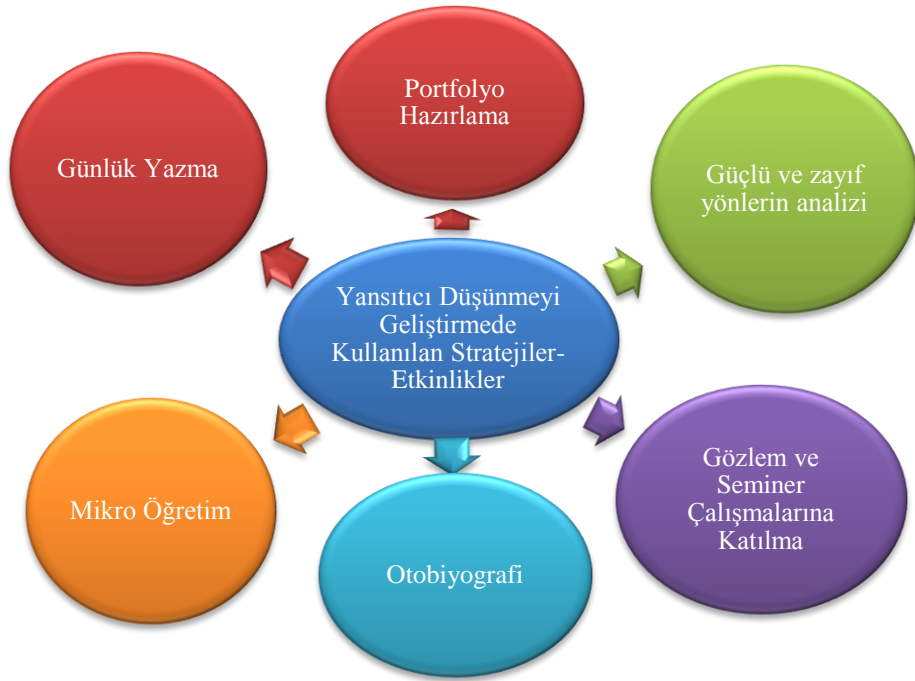 Portfolyo
Hazırlama
Günlük Yazma
Güçlü ve zayıf
yönlerin analizi
Yansıtıcı Düşünmeyi
Geliştirmede
Kullanılan Stratejiler-
Etkinlikler
Mikro Öğretim
Gözlem ve
Seminer
Çalışmalarına
Katılma
Otobiyografi